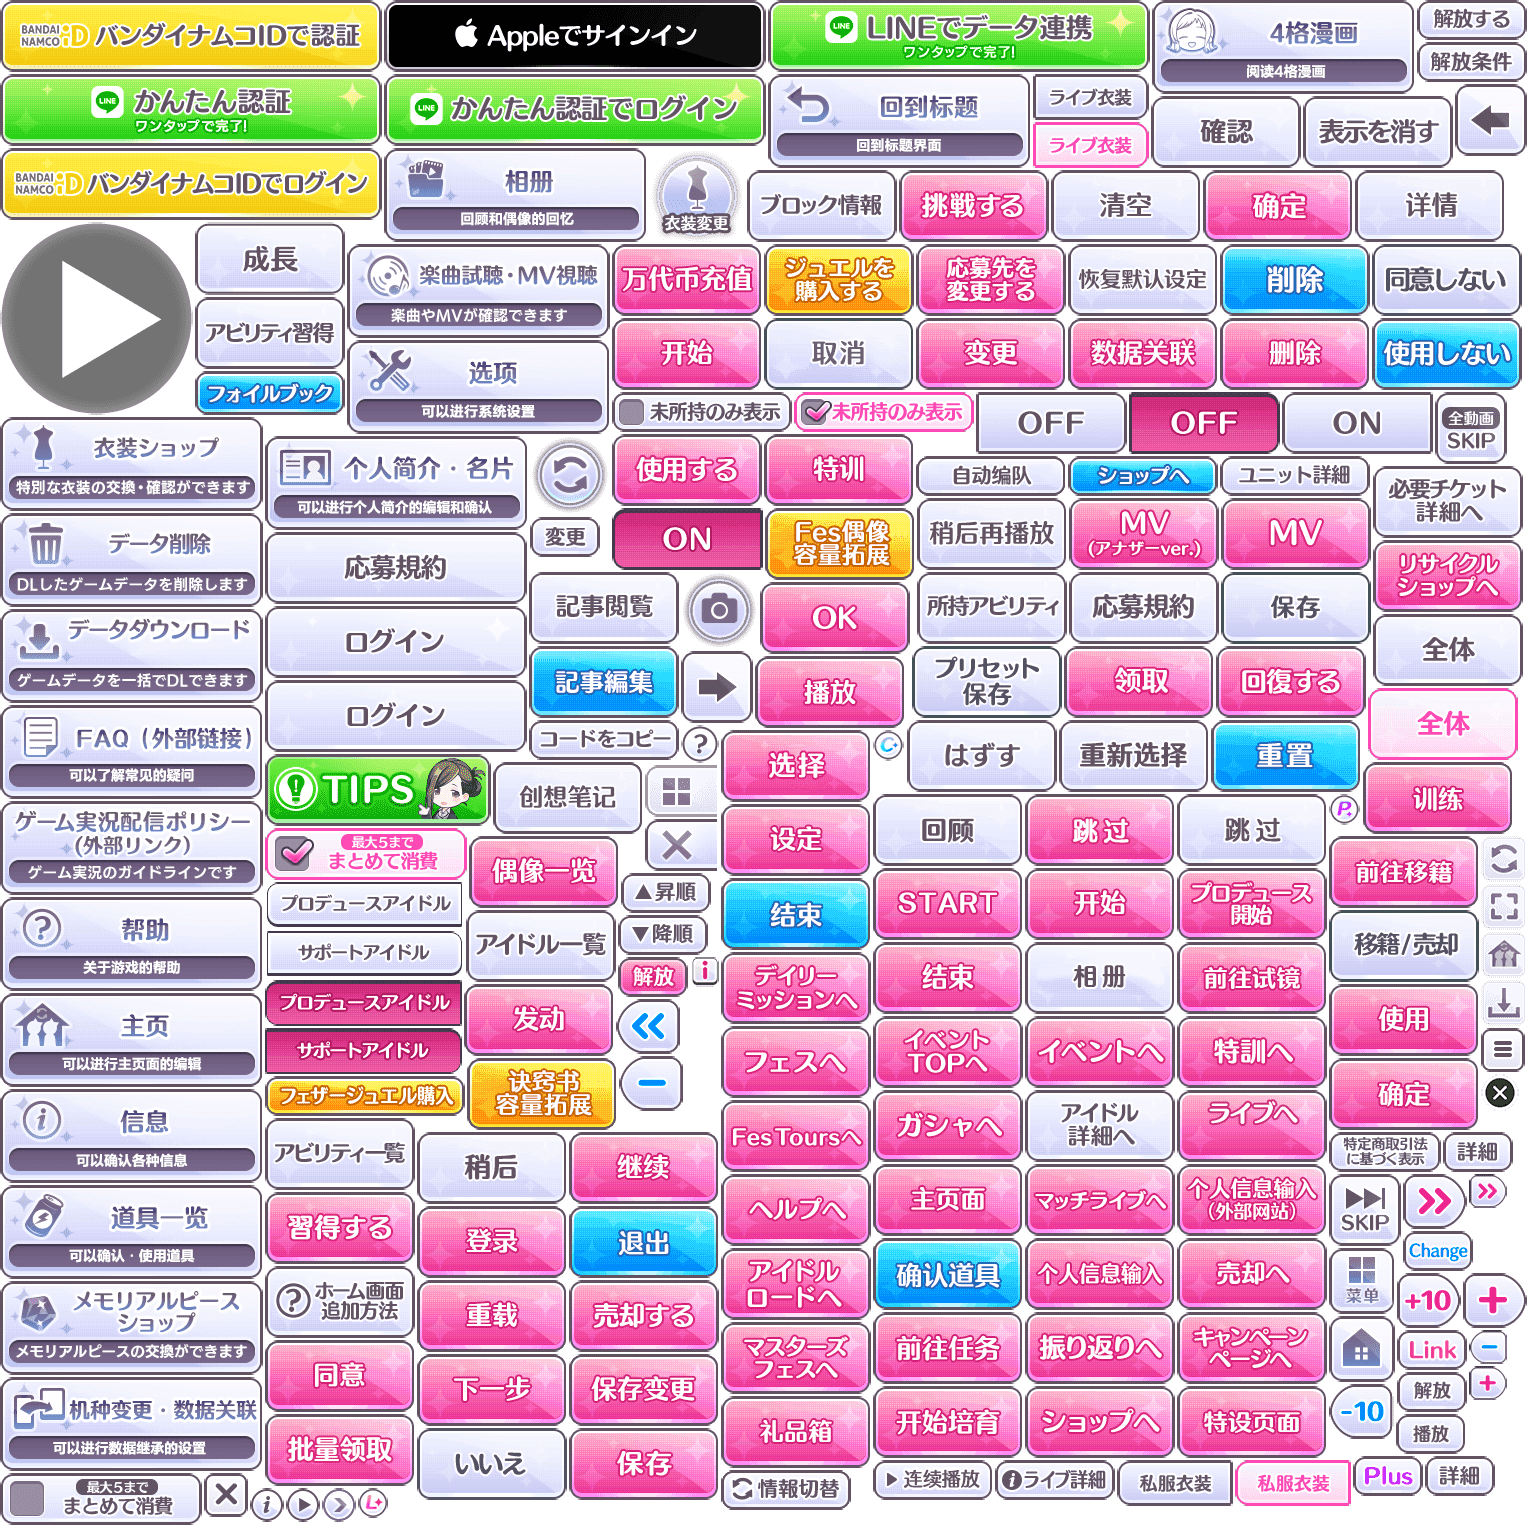 BANDAI NAMCO iD バンダイナムコIDで認証
Appleでサインイン
LINE LINEでデータ連携
ワンタップで完了!
4格漫画
阅读4格漫画
解放する
解放条件
LINE かんたん認証
ワンタップで完了!
LINE かんたん認証でログイン
回到标题
回到标题界面
ライブ衣装
ライブ衣装
確認
表示を消す
BANDAI NAMCO iD バンダイナムコIDでログイン
相册
回顾和偶像的回忆
衣装変更
ブロック情報
挑戦する
清空
确定
详情
成長
アビリティ習得
フォイルブック
楽曲試聴・MV視聴
楽曲やMVが確認できます
选项
可以进行系统设置
万代币充值
ジュエルを
購入する
応募先を
変更する
恢复默认设定
削除
同意しない
开始
取消
变更
数据关联
删除
使用しない
未所持のみ表示
未所持のみ表示
OFF
OFF
ON
全動画
SKIP
衣装ショップ
特別な衣装の交換・確認ができます
个人简介・名片
可以进行个人简介的编辑和确认
変更
使用する
特训
自动编队
ショップへ
ユニット詳細
必要チケット
詳細へ
ON
Fes偶像
容量拓展
稍后再播放
MV
(アナザーver.)
MV
リサイクル
ショップへ
データ削除
DLしたゲームデータを削除します
応募規約
記事閲覧
OK
所持アビリティ
応募規約
保存
全体
データダウンロード
ゲームデータを一括でDLできます
ログイン
記事編集
播放
プリセット
保存
领取
回復する
全体
FAQ（外部链接）
可以了解常见的疑问
ログイン
コードをコピー
?
选择
C
はずす
重新选择
重置
训练
TIPS
创想笔记
ゲーム実況配信ポリシー
(外部リンク)
ゲーム実況のガイドラインです
最大5まで
まとめて消費
偶像一览
设定
回顾
跳过
跳过
P
前往移籍
プロデュースアイドル
サポートアイドル
▲昇順
▼降順
结束
START
开始
プロデュース
開始
移籍/売却
帮助
关于游戏的帮助
アイドル一覧
解放
i
デイリー
ミッションへ
结束
相册
前往试镜
使用
プロデュースアイドル
サポートアイドル
发动
主页
可以进行主页面的编辑
フェスへ
イベント
TOPへ
イベントへ
特訓へ
确定
フェザージュエル購入
诀窍书
容量拓展
信息
可以确认各种信息
アビリティ一覧
稍后
继续
Fes Toursへ
ガシャへ
アイドル
詳細へ
ライブへ
特定商取引法
に基づく表示
詳細
道具一览
可以确认・使用道具
習得する
登录
退出
ヘルプへ
主页面
マッチライブへ
个人信息输入
(外部网站)
SKIP
Change
メモリアルピース
ショップ
メモリアルピースの交換ができます
?
ホーム画面
追加方法
重载
売却する
アイドル
ロードへ
确认道具
个人信息输入
売却へ
菜单
+10
同意
下一步
保存变更
マスターズ
フェスへ
前往任务
振り返りへ
キャンペーン
ページへ
Link
解放
机种变更・数据关联
可以进行数据继承的设置
批量领取
いいえ
保存
礼品箱
开始培育
ショップへ
特设页面
-10
播放
最大5まで
まとめて消費
i
L
情報切替
连续播放
ライブ詳細
私服衣装
私服衣装
Plus
詳細